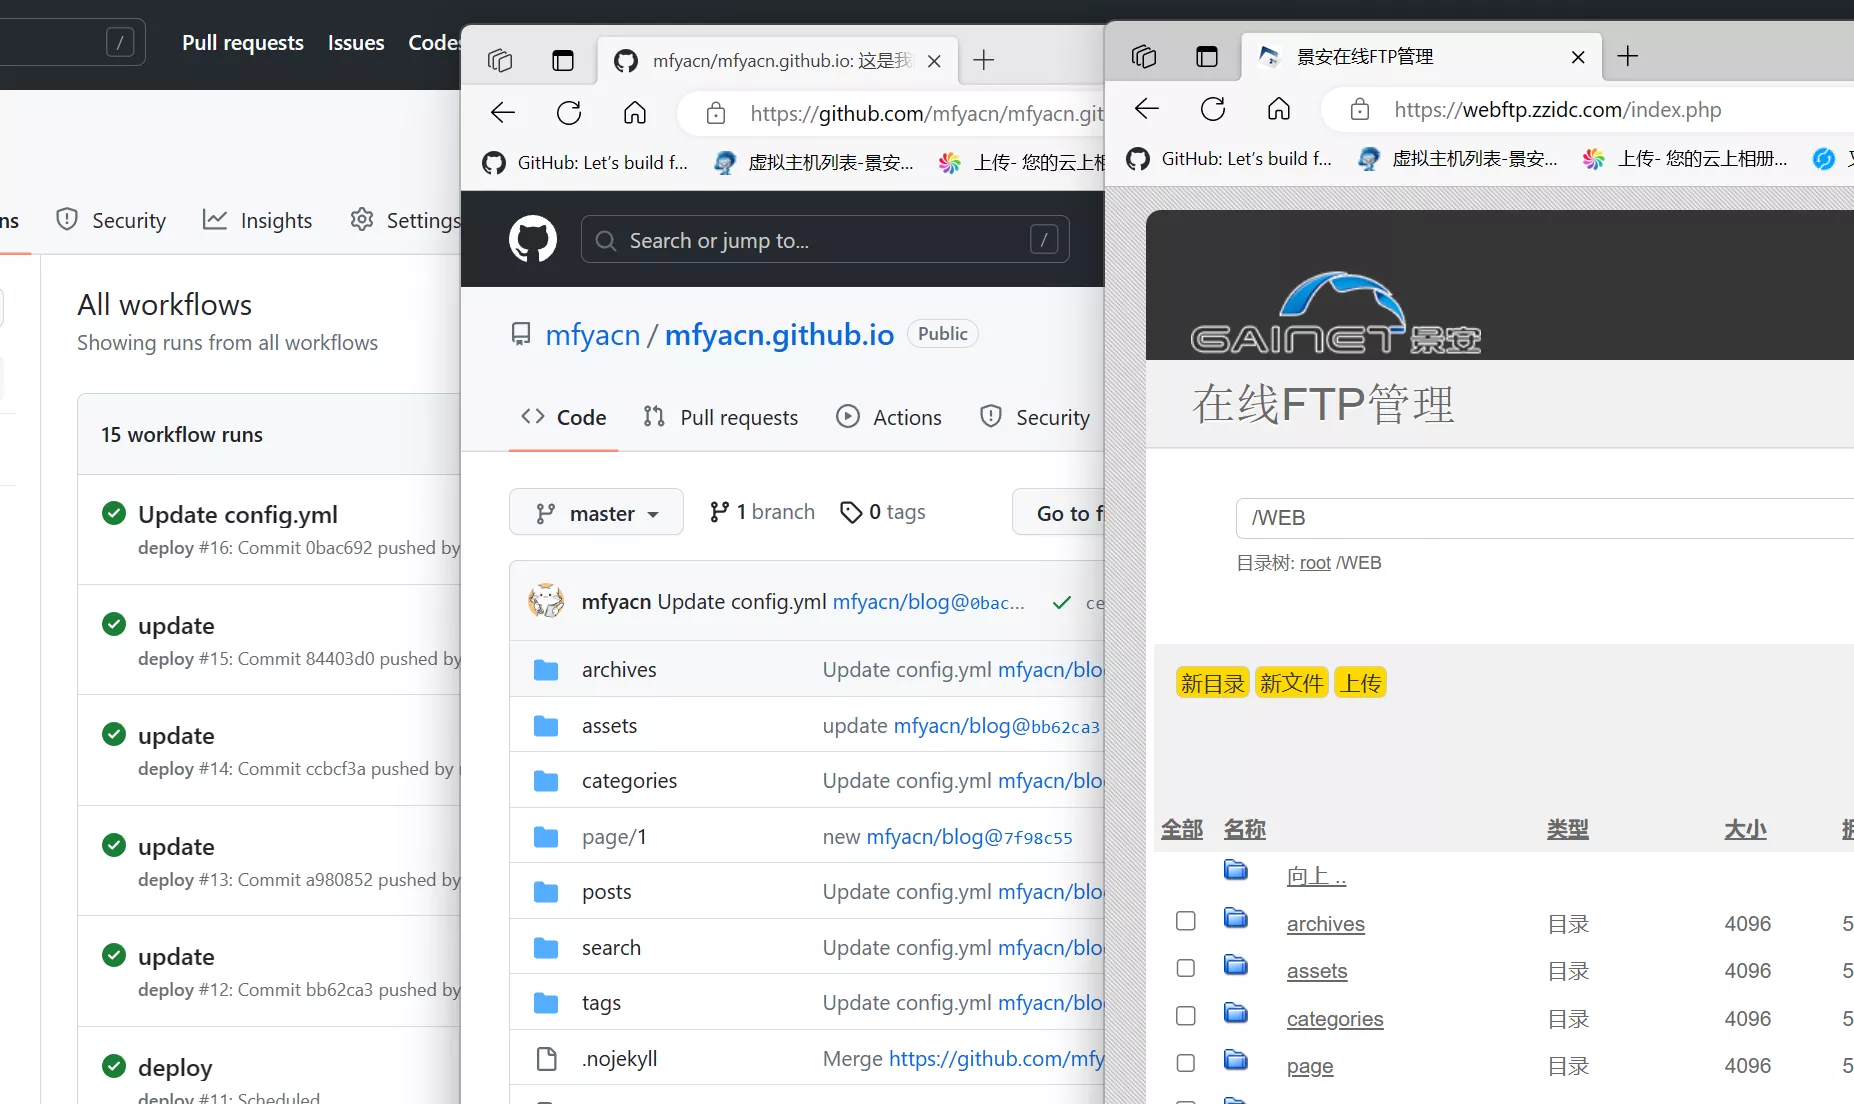 /
Pull requests
Issues
Codes
ns
Security
Insights
Settings
All workflows
Showing runs from all workflows
15 workflow runs
Update config.yml
deploy #16: Commit 0bac692 pushed by
update
deploy #15: Commit 84403d0 pushed by
update
deploy #14: Commit ccbcf3a pushed by
update
deploy #13: Commit a980852 pushed by
update
deploy #12: Commit bb62ca3 pushed by
deploy
deploy #11: Scheduled
mfyacn/mfyacn.github.io: 这是我
https://github.com/mfyacn/mfyacn.git
GitHub: Let's build f...
虚拟主机列表-景安...
上传- 您的云上相
Search or jump to...
/
mfyacn / mfyacn.github.io
Public
Code
Pull requests
Actions
Security
master
1 branch
0 tags
Go to f
mfyacn Update config.yml mfyacn/blog@0bac...
ce
archives
Update config.yml mfyacn/blo
assets
update mfyacn/blog@bb62ca3
categories
Update config.yml mfyacn/blo
page/1
new mfyacn/blog@7f98c55
posts
Update config.yml mfyacn/blo
search
Update config.yml mfyacn/blo
tags
Update config.yml mfyacn/blo
.nojekyll
Merge https://github.com/mfy
景安在线FTP管理
https://webftp.zzidc.com/index.php
GitHub: Let's build f...
虚拟主机列表-景安...
上传- 您的云上相册...
GAINET 景安
在线FTP管理
/WEB
目录树: root /WEB
新目录
新文件
上传
全部
名称
类型
大小
向上 ..
archives
目录
4096
5
assets
目录
4096
5
categories
目录
4096
5
page
目录
4096
5